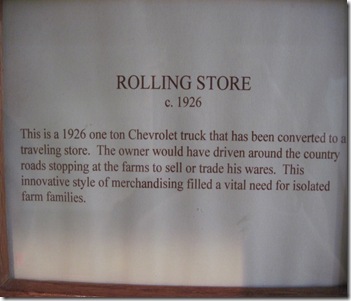 ROLLING STORE
c. 1926
This is a 1926 one ton Chevrolet truck that has been converted to a
traveling store. The owner would have driven around the country
roads stopping at the farms to sell or trade his wares. This
innovative style of merchandising filled a vital need for isolated
farm families.